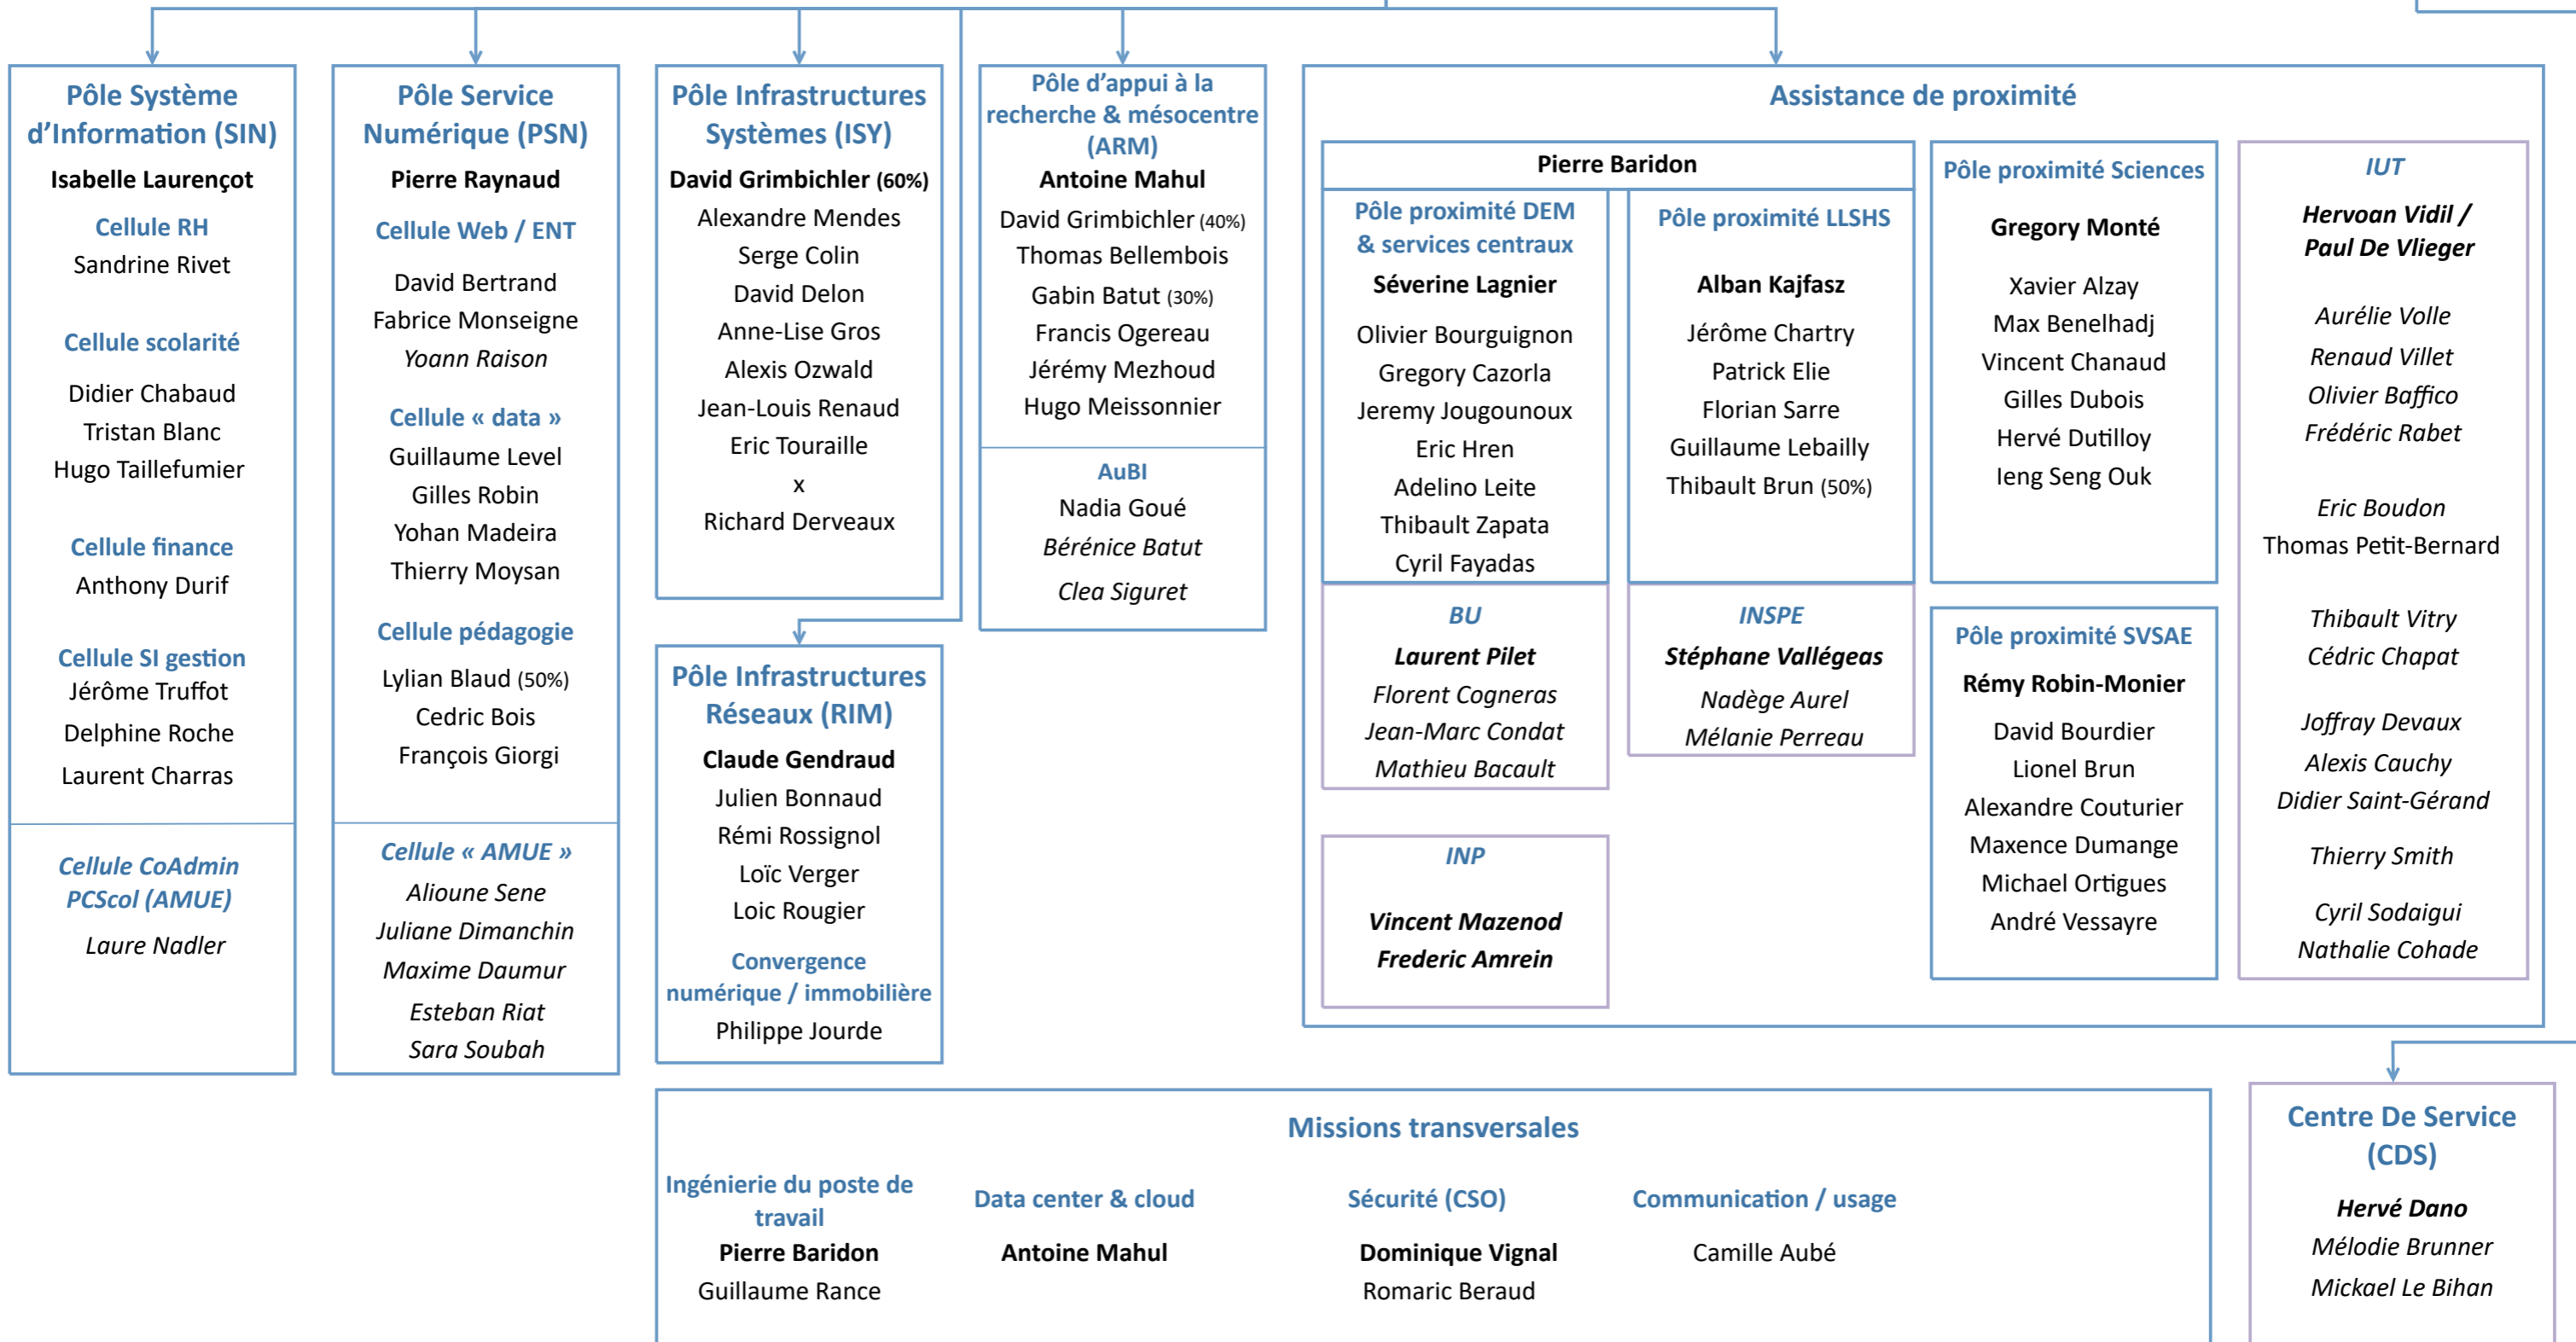 Pôle Système
d'Information (SIN)
Isabelle Laurençot
Cellule RH
Sandrine Rivet
Cellule scolarité
Didier Chabaud
Tristan Blanc
Hugo Taillefumier
Cellule finance
Anthony Durif
Cellule SI gestion
Jérôme Truffot
Delphine Roche
Laurent Charras
Cellule CoAdmin
PCScol (AMUE)
Laure Nadler
Pôle Service
Numérique (PSN)
Pierre Raynaud
Cellule Web / ENT
David Bertrand
Fabrice Monseigne
Yoann Raison
Cellule « data »
Guillaume Level
Gilles Robin
Yohan Madeira
Thierry Moysan
Cellule pédagogie
Lylian Blaud (50%)
Cedric Bois
François Giorgi
Cellule « AMUE »
Alioune Sene
Juliane Dimanchin
Maxime Daumur
Esteban Riat
Sara Soubah
Pôle Infrastructures
Systèmes (ISY)
David Grimbichler (60%)
Alexandre Mendes
Serge Colin
David Delon
Anne-Lise Gros
Alexis Ozwald
Jean-Louis Renaud
Eric Touraille
x
Richard Derveaux
Pôle Infrastructures
Réseaux (RIM)
Claude Gendraud
Julien Bonnaud
Rémi Rossignol
Loïc Verger
Loic Rougier
Convergence
numérique / immobilière
Philippe Jourde
Pôle d'appui à la
recherche & mésocentre
(ARM)
Antoine Mahul
David Grimbichler (40%)
Thomas Bellembois
Gabin Batut (30%)
Francis Ogereau
Jérémy Mezhoud
Hugo Meissonnier
AuBI
Nadia Goué
Bérénice Batut
Clea Siguret
Assistance de proximité
Pierre Baridon
Pôle proximité DEM
& services centraux
Séverine Lagnier
Olivier Bourguignon
Gregory Cazorla
Jeremy Jougounoux
Eric Hren
Adelino Leite
Thibault Zapata
Cyril Fayadas
BU
Laurent Pilet
Florent Cogneras
Jean-Marc Condat
Mathieu Bacault
INP
Vincent Mazenod
Frederic Amrein
Pôle proximité LLSHS
Alban Kajfasz
Jérôme Chartry
Patrick Elie
Florian Sarre
Guillaume Lebailly
Thibault Brun (50%)
INSPE
Stéphane Vallégeas
Nadège Aurel
Mélanie Perreau
Pôle proximité Sciences
Gregory Monté
Xavier Alzay
Max Benelhadj
Vincent Chanaud
Gilles Dubois
Hervé Dutilloy
Ieng Seng Ouk
Pôle proximité SVSAE
Rémy Robin-Monier
David Bourdier
Lionel Brun
Alexandre Couturier
Maxence Dumange
Michael Ortigues
André Vessayre
IUT
Hervoan Vidil /
Paul De Vlieger
Aurélie Volle
Renaud Villet
Olivier Baffico
Frédéric Rabet
Eric Boudon
Thomas Petit-Bernard
Thibault Vitry
Cédric Chapat
Joffray Devaux
Alexis Cauchy
Didier Saint-Gérand
Thierry Smith
Cyril Sodaigui
Nathalie Cohade
Missions transversales
Ingénierie du poste de
travail
Pierre Baridon
Guillaume Rance
Data center & cloud
Antoine Mahul
Sécurité (CSO)
Dominique Vignal
Romaric Beraud
Communication / usage
Camille Aubé
Centre De Service
(CDS)
Hervé Dano
Mélodie Brunner
Mickael Le Bihan